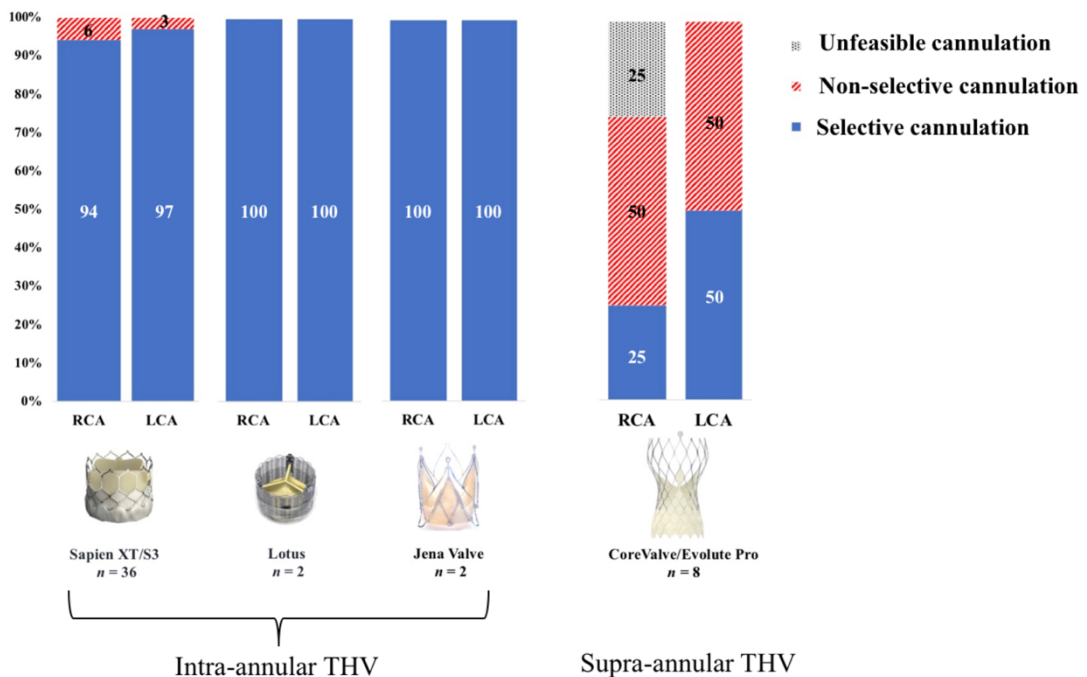 100%
90%
80%
70%
60%
50%
40%
30%
20%
10%
0%
6
3
94
97
100
100
100
100
25
50
25
50
50
Unfeasible cannulation
Non-selective cannulation
Selective cannulation
RCA LCA RCA LCA RCA LCA RCA LCA
Sapien XT/S3
n = 36
Lotus
n = 2
Jena Valve
n = 2
CoreValve/Evolute Pro
n = 8
Intra-annular THV
Supra-annular THV